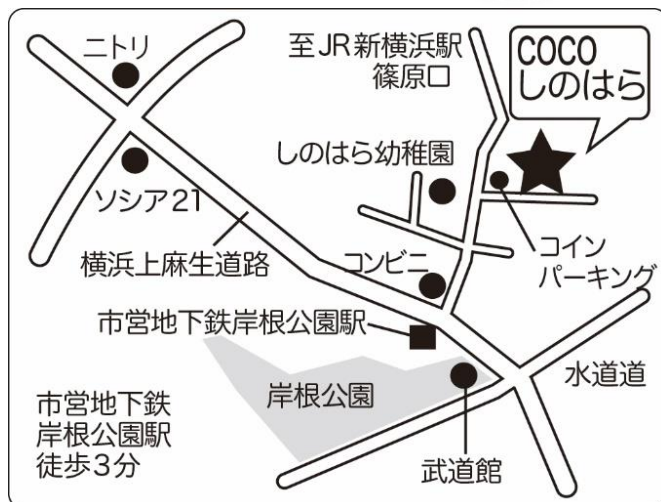 ニトリ
至JR新横浜駅
篠原口
COCO
しのはら
しのはら幼稚園
ソシア21
横浜上麻生道路
コンビニ
コイン
パーキング
市営地下鉄岸根公園駅
岸根公園
水道道
市営地下鉄
岸根公園駅
徒歩3分
武道館